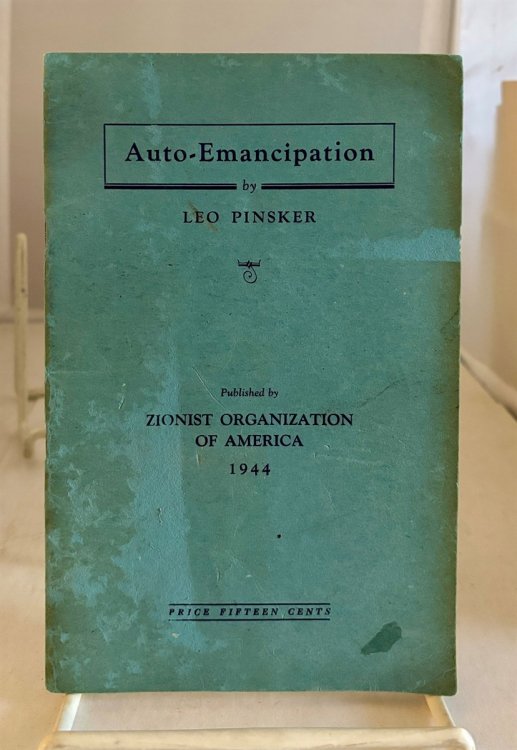 Auto-Emancipation
by
LEO PINSKER
Published by
ZIONIST ORGANIZATION
OF AMERICA
1944
PRICE FIFTEEN CENTS